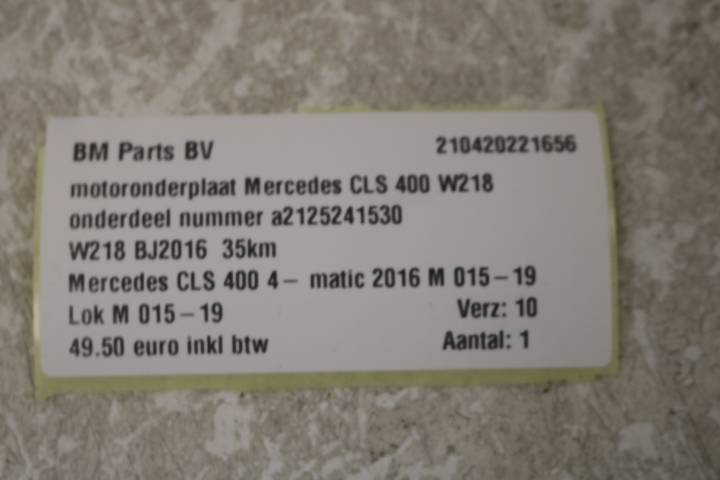 BM Parts BV 210420221656
motoronderplaat Mercedes CLS 400 W218
onderdeel nummer a2125241530
W218 BJ2016 35km
Mercedes CLS 400 4- matic 2016 M 015-19
Lok M 015-19 Verz: 10
49.50 euro inkl btw Aantal: 1